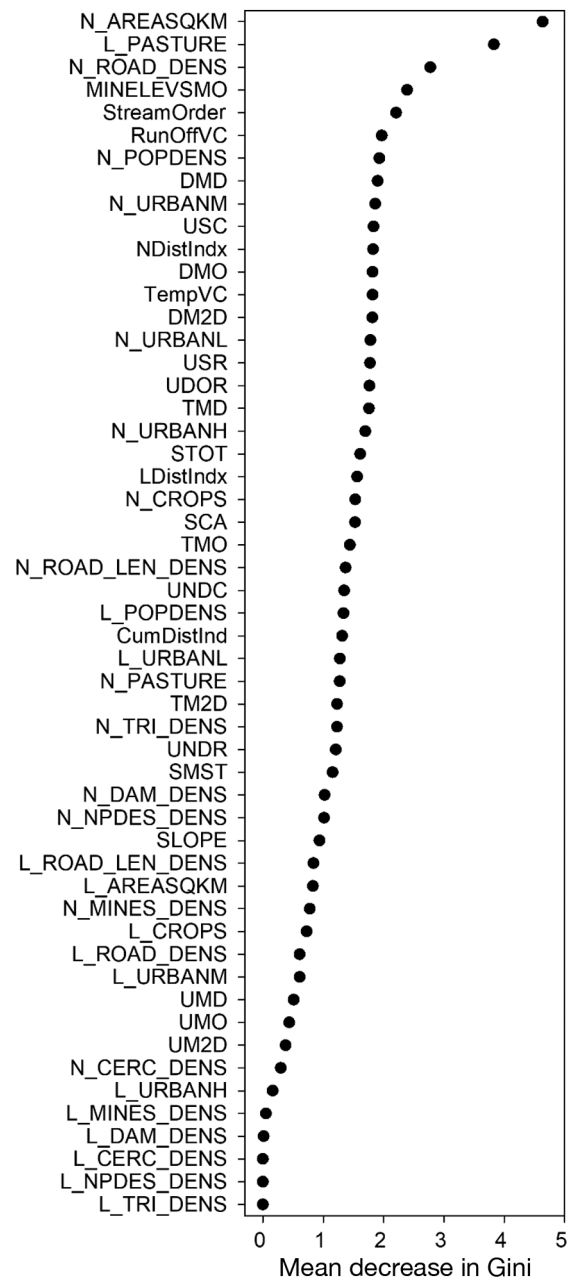 N_AREASQKM
L_PASTURE
N_ROAD_DENS
MINELEVSMO
StreamOrder
RunOffVC
N_POPDENS
DMD
N_URBANM
USC
NDistIndx
DMO
TempVC
DM2D
N_URBANL
USR
UDOR
TMD
N_URBANH
STOT
LDistIndx
N_CROPS
SCA
TMO
N_ROAD_LEN_DENS
UNDC
L_POPDENS
CumDistInd
L_URBANL
N_PASTURE
TM2D
N_TRI_DENS
UNDR
SMST
N_DAM_DENS
N_NPDES_DENS
SLOPE
L_ROAD_LEN_DENS
L_AREASQKM
N_MINES_DENS
L_CROPS
L_ROAD_DENS
L_URBANM
UMD
UMO
UM2D
N_CERC_DENS
L_URBANH
L_MINES_DENS
L_DAM_DENS
L_CERC_DENS
L_NPDES_DENS
L_TRI_DENS
0 1 2 3 4 5
Mean decrease in Gini